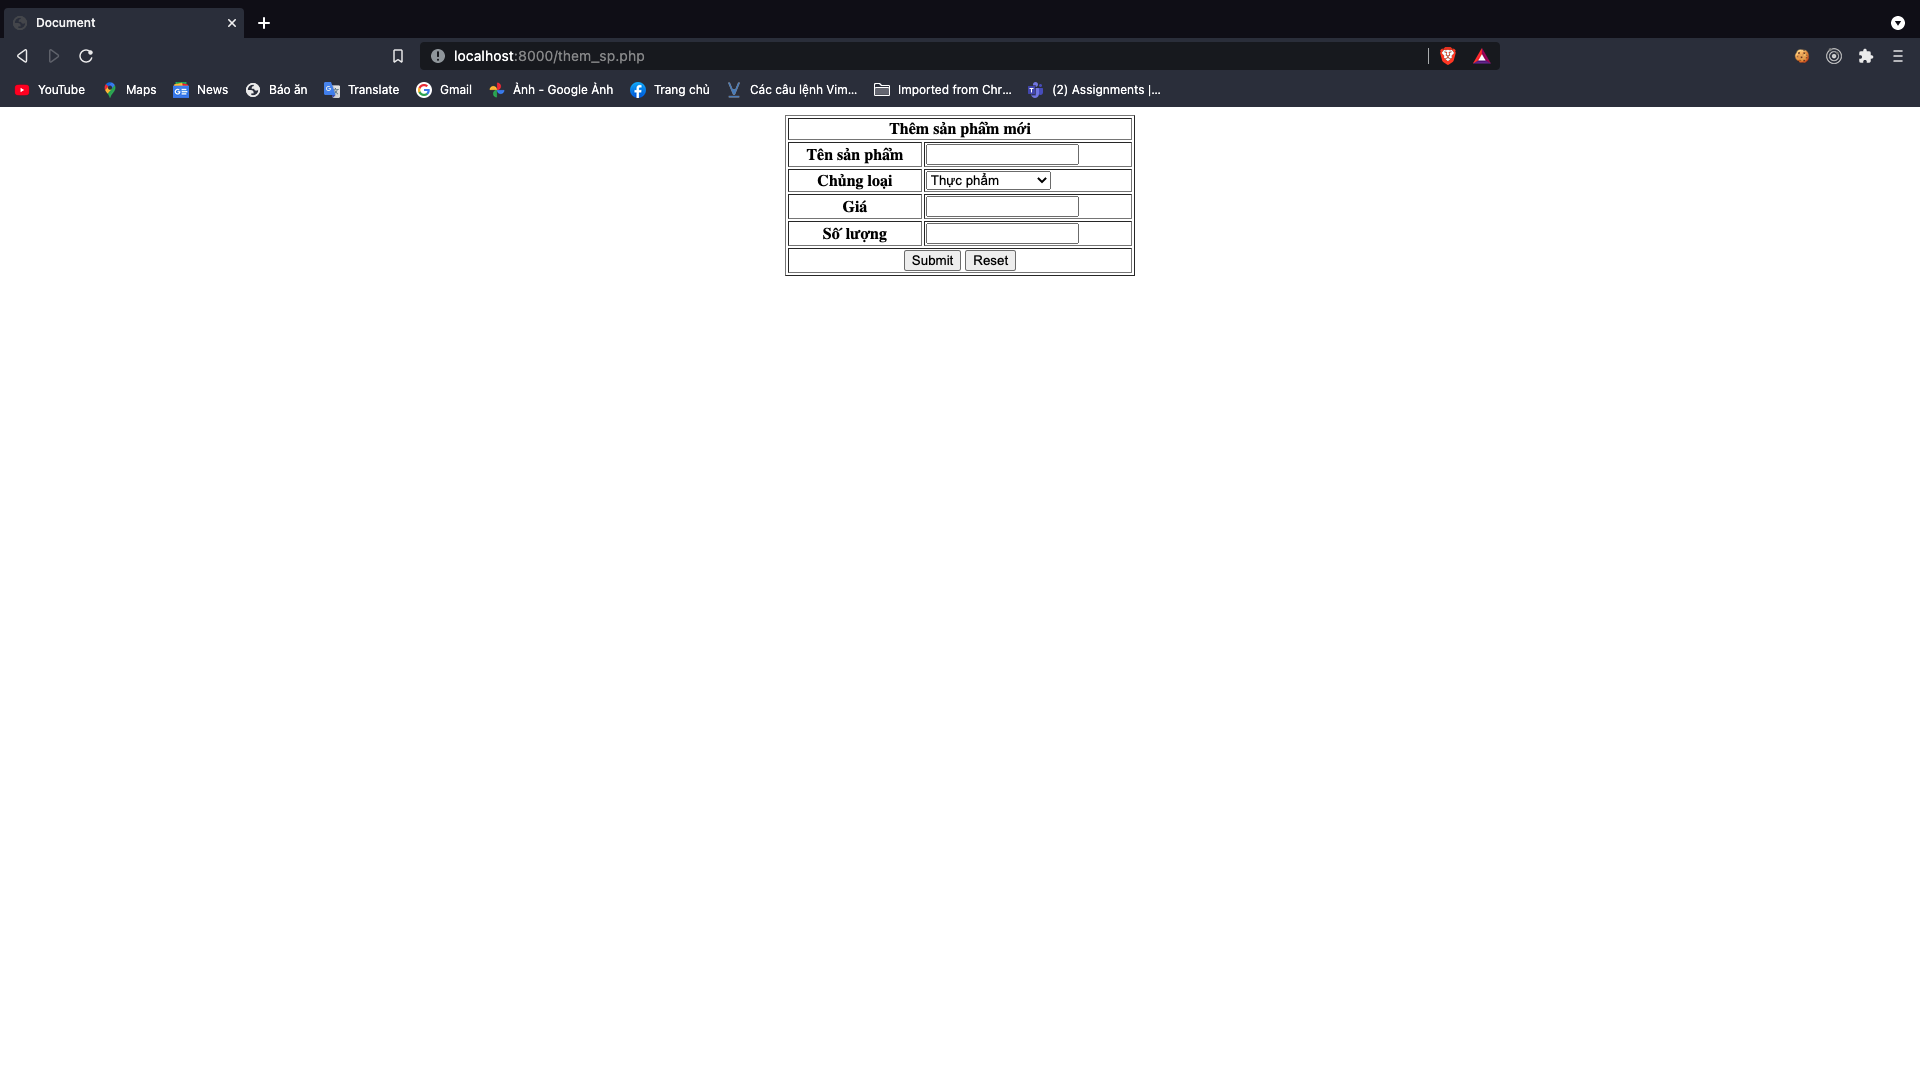 Document
localhost:8000/them_sp.php
YouTube Maps News Báo ăn Translate Gmail Ảnh - Google Ảnh Trang chủ Các câu lệnh Vim... Imported from Chr... (2) Assignments |...
Thêm sản phẩm mới
Tên sản phẩm
Chủng loại Thực phẩm
Giá
Số lượng
Submit Reset